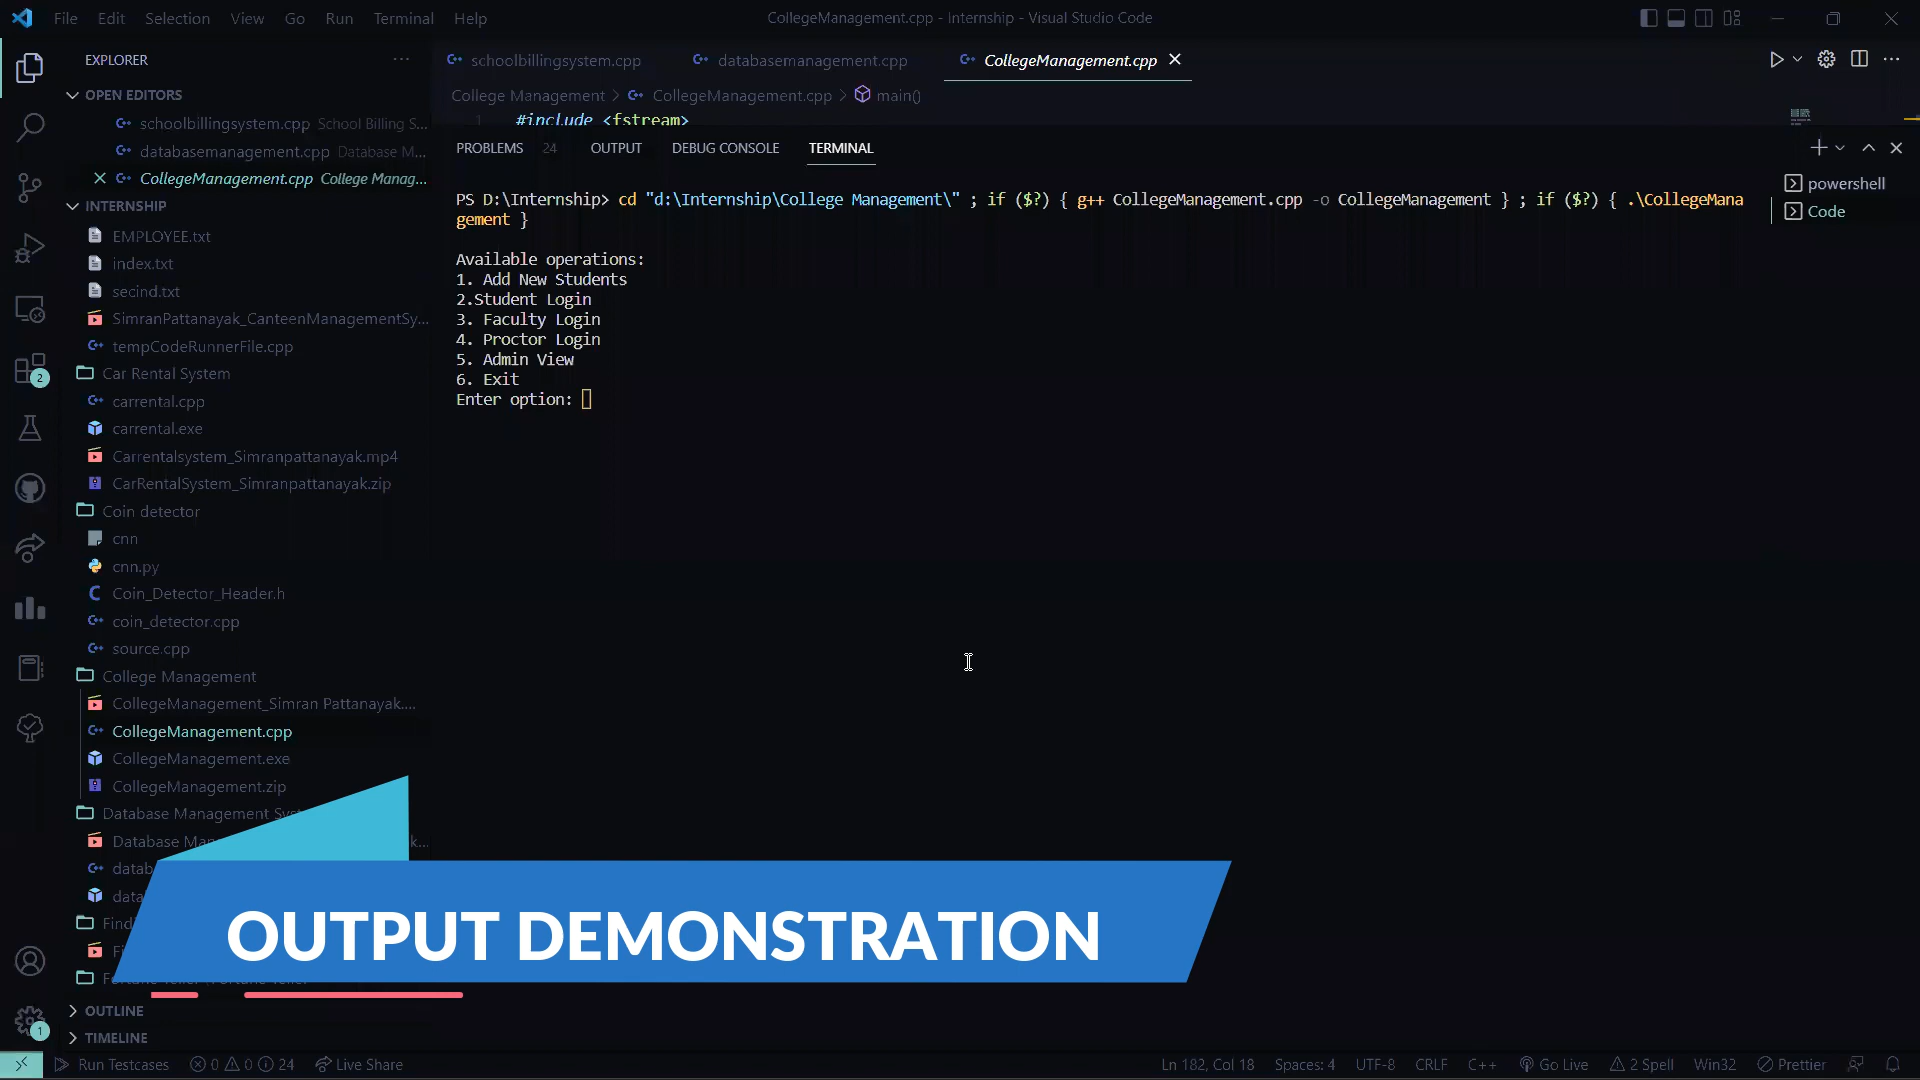 File Edit Selection View Go Run Terminal Help
CollegeManagement.cpp - Internship - Visual Studio Code
EXPLORER
OPEN EDITORS
schoolbillingsystem.cpp School Billing S...
databasemanagement.cpp Database M...
CollegeManagement.cpp College Manag...
INTERNSHIP
EMPLOYEE.txt
index.txt
secind.txt
SimranPattanayak_CanteenManagementSy...
tempCodeRunnerFile.cpp
Car Rental System
carrental.cpp
carrental.exe
Carrentalsystem_Simranpattanayak.mp4
CarRentalSystem_Simranpattanayak.zip
Coin detector
cnn
cnn.py
Coin_Detector_Header.h
coin_detector.cpp
source.cpp
College Management
CollegeManagement_Simran Pattanayak....
CollegeManagement.cpp
CollegeManagement.exe
CollegeManagement.zip
Database Management
Database
OUTLINE
TIMELINE
2
1
schoolbillingsystem.cpp
databasemanagement.cpp
CollegeManagement.cpp
College Management > CollegeManagement.cpp > main()
1 #include <fstream>
PROBLEMS 24 OUTPUT DEBUG CONSOLE TERMINAL
powershell
Code
PS D:\Internship> cd "d:\Internship\College Management\" ; if ($?) { g++ CollegeManagement.cpp -o CollegeManagement } ; if ($?) { .\CollegeMana
gement }
Available operations:
1. Add New Students
2.Student Login
3. Faculty Login
4. Proctor Login
5. Admin View
6. Exit
Enter option:
OUTPUT DEMONSTRATION
Run Testcases 0 0 24 Live Share
Ln 182, Col 18 Spaces: 4 UTF-8 CRLF C++ Go Live 2 Spell Win32 Prettier